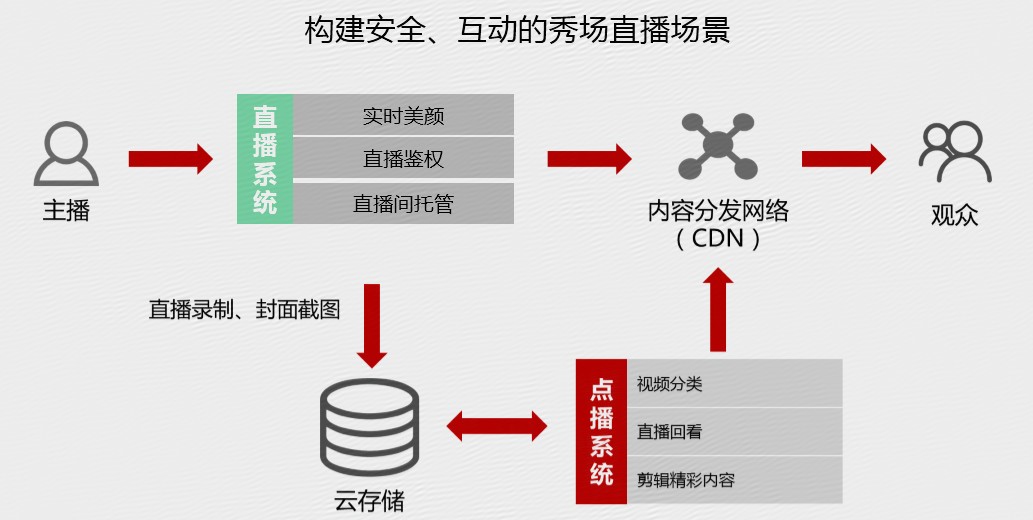 构建安全、互动的秀场直播场景
主播
直播系统
实时美颜
直播鉴权
直播间托管
内容分发网络
（CDN）
观众
直播录制、封面截图
云存储
点播系统
视频分类
直播回看
剪辑精彩内容